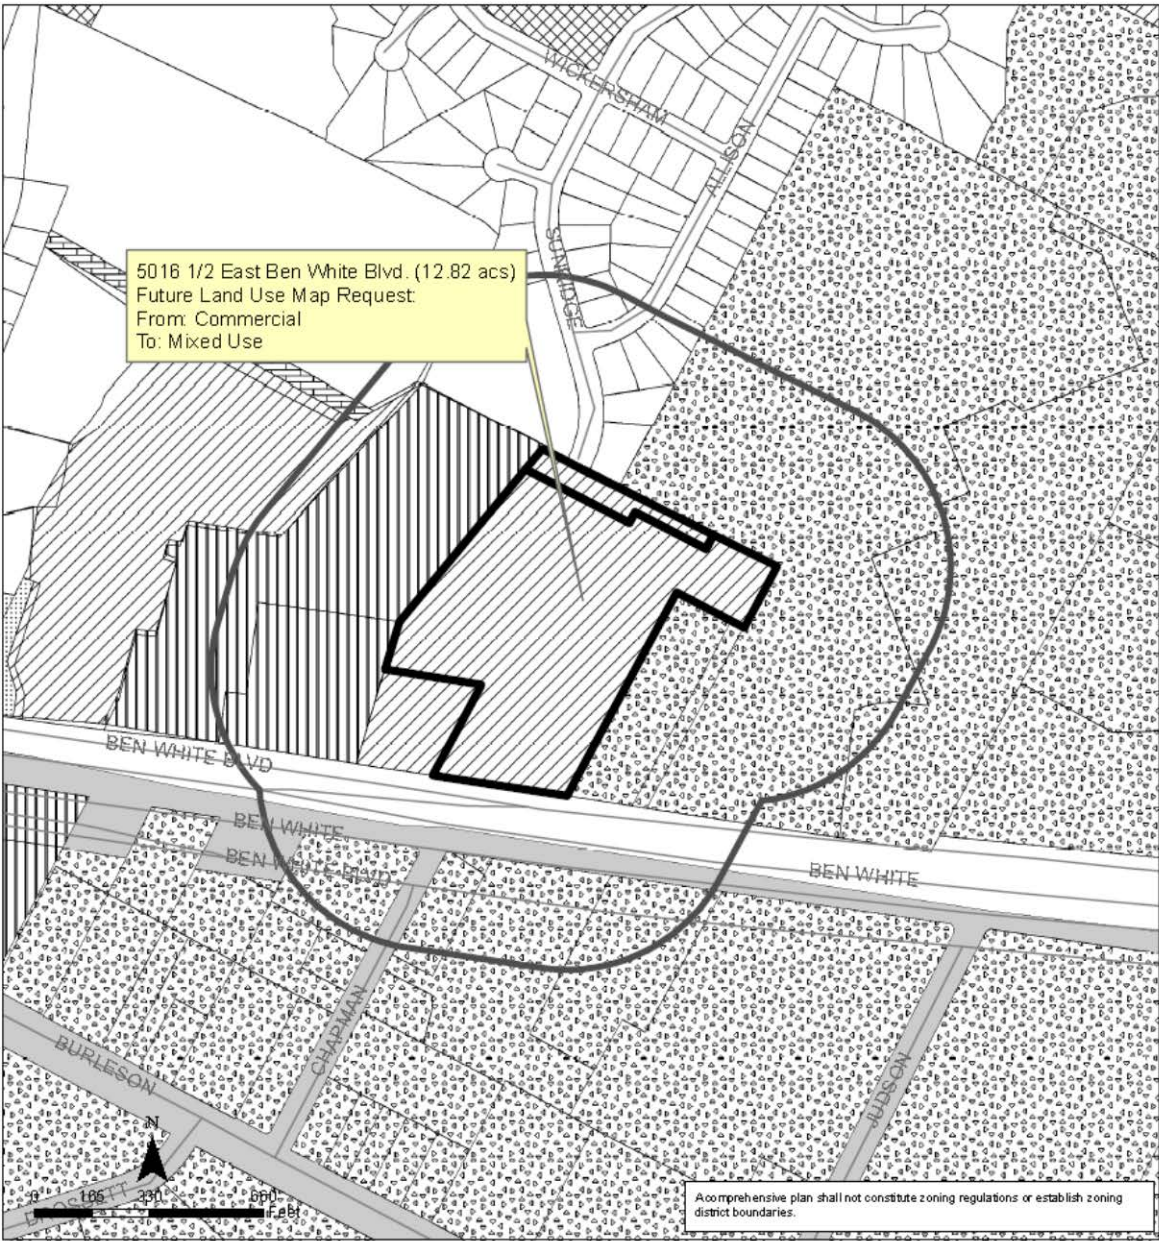 WICKERSHAM
ALLISON
SUNRIDGE
5016 1/2 East Ben White Blvd. (12.82 acs)
Future Land Use Map Request:
From: Commercial
To: Mixed Use
BEN WHITE BLVD
BEN WHITE
BEN WHITE BLVD
BEN WHITE
CHAPMAN
BURLESON
JUDSON
N
0 165 330 660
Feet
Acomprehensive plan shall not constitute zoning regulations or establish zoning
district boundaries.